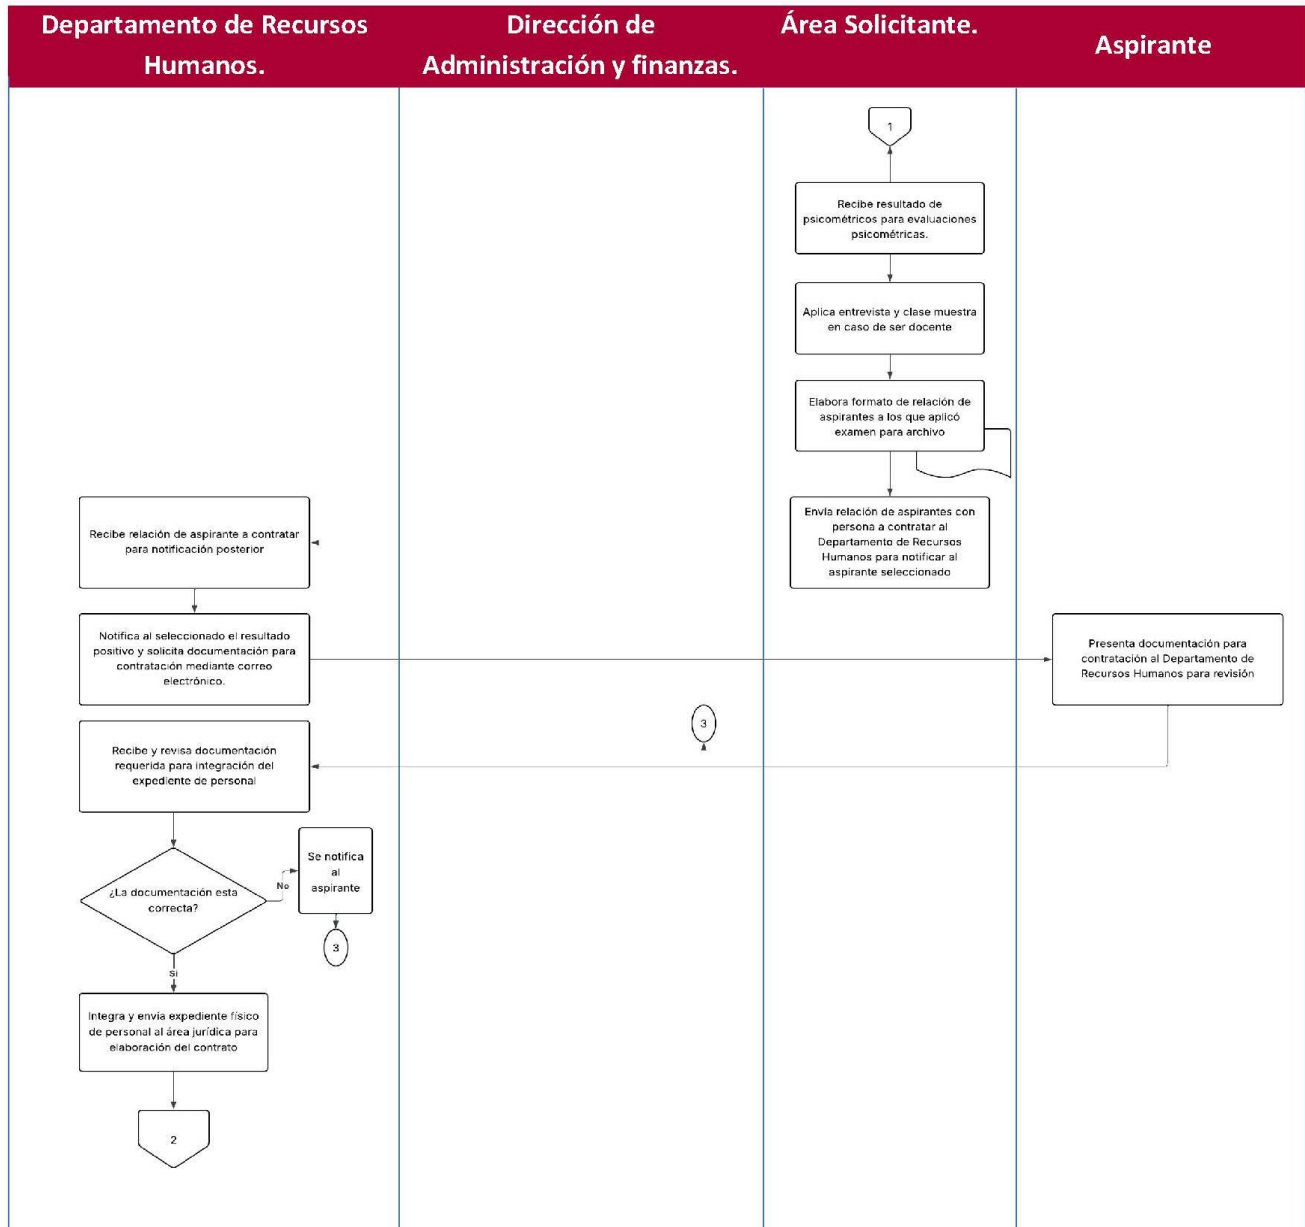 Departamento de Recursos
Humanos.
Dirección de
Administración y finanzas.
Área Solicitante.
Aspirante
1
Recibe resultado de
psicométricos para evaluaciones
psicométricas.
Aplica entrevista y clase muestra
en caso de ser docente
Elabora formato de relación de
aspirantes a los que aplicó
examen para archivo
Envía relación de aspirantes con
persona a contratar al
Departamento de Recursos
Humanos para notificar al
aspirante seleccionado
Recibe relación de aspirante a contratar
para notificación posterior
Notifica al seleccionado el resultado
positivo y solicita documentación para
contratación mediante correo
electrónico.
Presenta documentación para
contratación al Departamento de
Recursos Humanos para revisión
3
Recibe y revisa documentación
requerida para integración del
expediente de personal
¿La documentación esta
correcta?
No
Se notifica
al
aspirante
3
Si
Integra y envía expediente físico
de personal al área jurídica para
elaboración del contrato
2